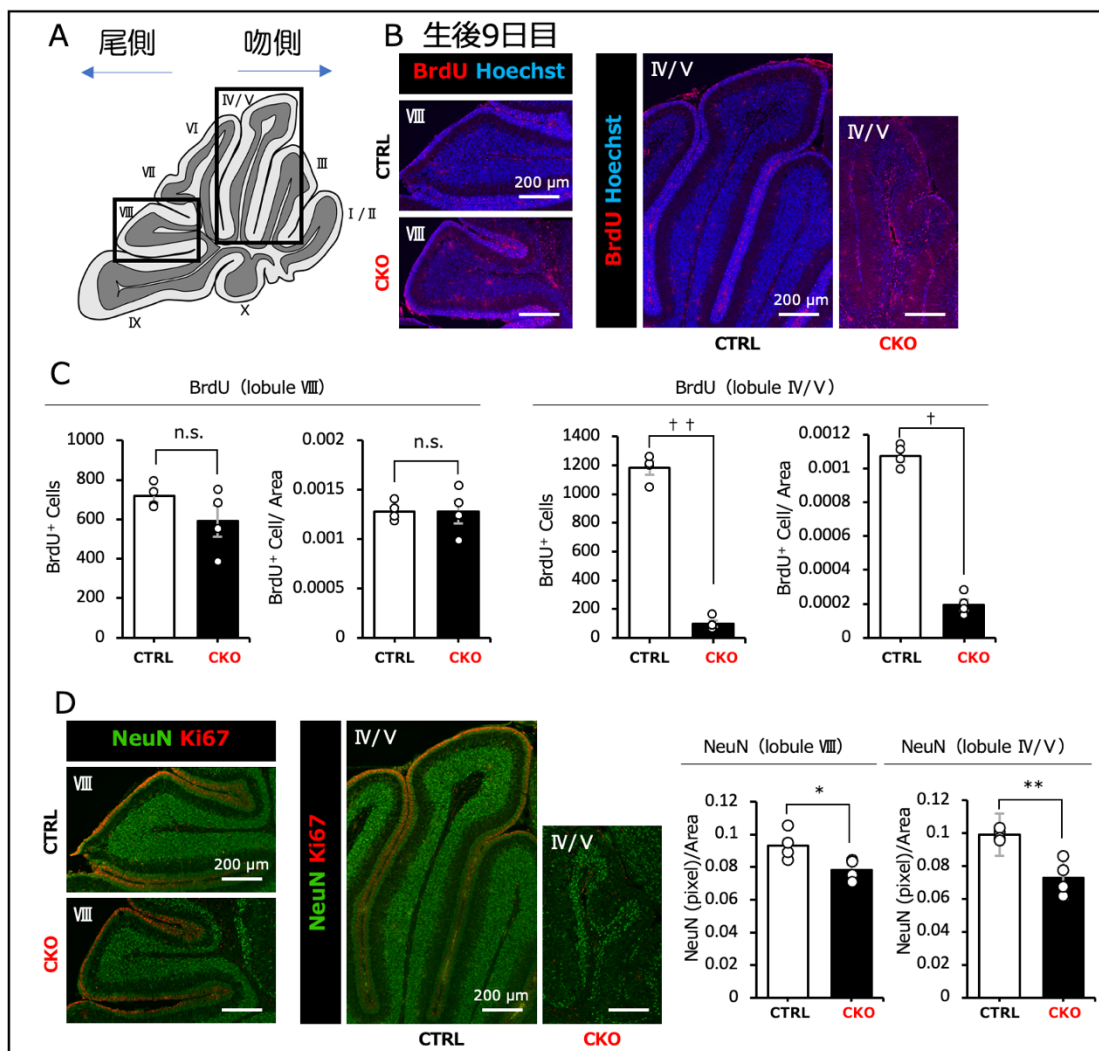 A
尾側
吻側
Ⅳ/Ⅴ
Ⅵ
Ⅲ
Ⅶ
Ⅷ
Ⅰ/Ⅱ
Ⅸ
Ⅹ
B 生後9日目
BrdU Hoechst
CTRL
Ⅷ
200 µm
CKO
Ⅷ
BrdU Hoechst
Ⅳ/Ⅴ
200 µm
Ⅳ/Ⅴ
CTRL
CKO
C
BrdU (lobule Ⅷ)
BrdU⁺ Cells
1000
800
600
400
200
0
n.s.
CTRL
CKO
BrdU⁺ Cell/ Area
0.002
0.0015
0.001
0.0005
0
n.s.
CTRL
CKO
BrdU (lobule Ⅳ/Ⅴ)
BrdU⁺ Cells
1400
1200
1000
800
600
400
200
0
† †
CTRL
CKO
BrdU⁺ Cell/ Area
0.0012
0.001
0.0008
0.0006
0.0004
0.0002
0
†
CTRL
CKO
D
NeuN Ki67
CTRL
Ⅷ
200 µm
CKO
Ⅷ
NeuN Ki67
Ⅳ/Ⅴ
200 µm
Ⅳ/Ⅴ
CTRL
CKO
NeuN (lobule Ⅷ)
NeuN (pixel)/Area
0.12
0.1
0.08
0.06
0.04
0.02
0
*
CTRL
CKO
NeuN (lobule Ⅳ/Ⅴ)
NeuN (pixel)/Area
0.12
0.1
0.08
0.06
0.04
0.02
0
**
CTRL
CKO